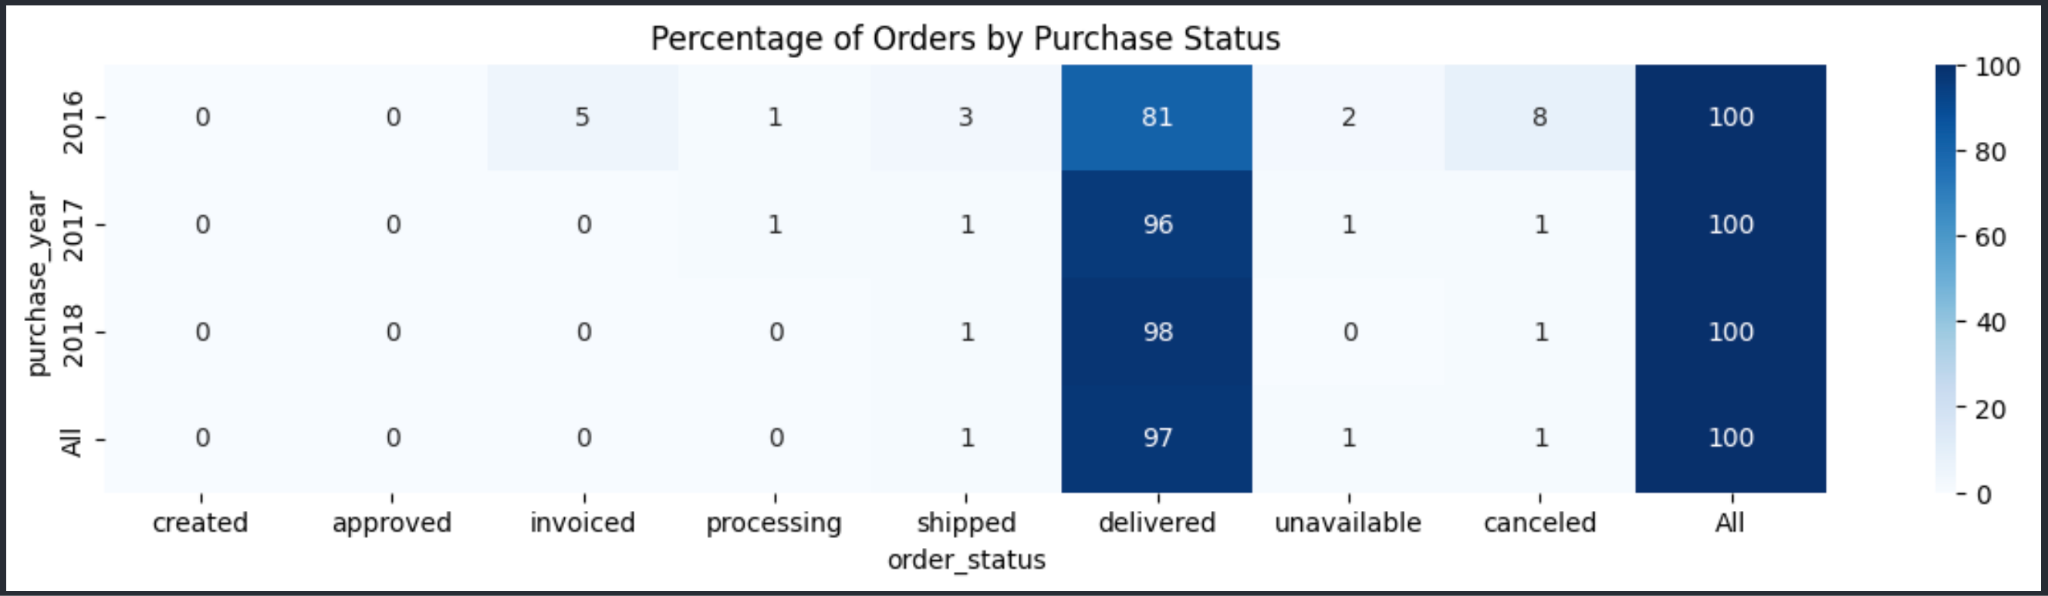 Percentage of Orders by Purchase Status
purchase_year
2016 0 0 5 1 3 81 2 8 100
2017 0 0 0 1 1 96 1 1 100
2018 0 0 0 0 1 98 0 1 100
All 0 0 0 0 1 97 1 1 100
created approved invoiced processing shipped delivered unavailable canceled All
order_status
100
80
60
40
20
0